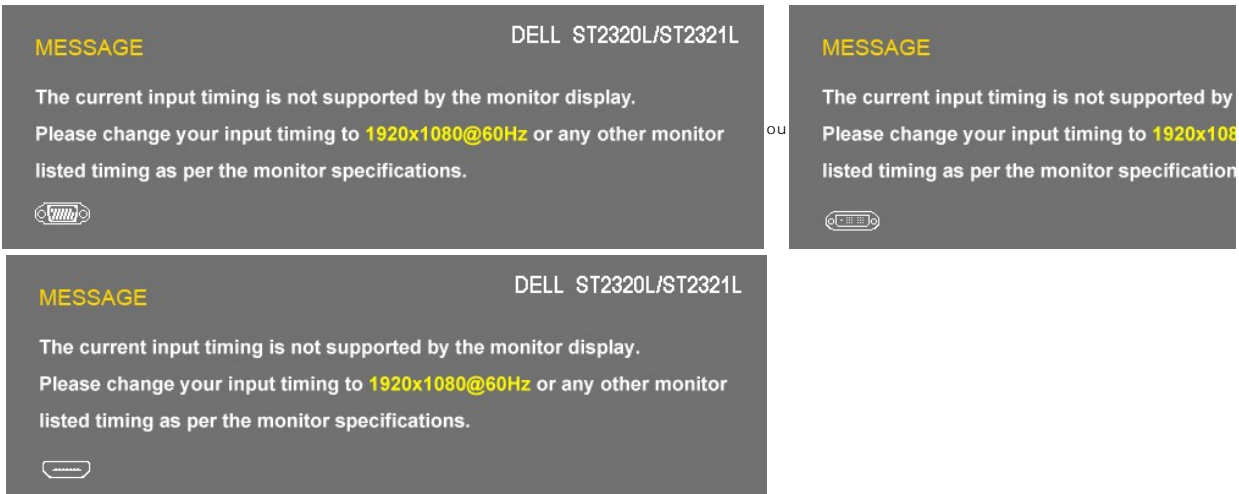 MESSAGE
DELL ST2320L/ST2321L
The current input timing is not supported by the monitor display.
Please change your input timing to 1920x1080@60Hz or any other monitor
listed timing as per the monitor specifications.
ou
MESSAGE
The current input timing is not supported by
Please change your input timing to 1920x108
listed timing as per the monitor specification
MESSAGE
DELL ST2320L/ST2321L
The current input timing is not supported by the monitor display.
Please change your input timing to 1920x1080@60Hz or any other monitor
listed timing as per the monitor specifications.